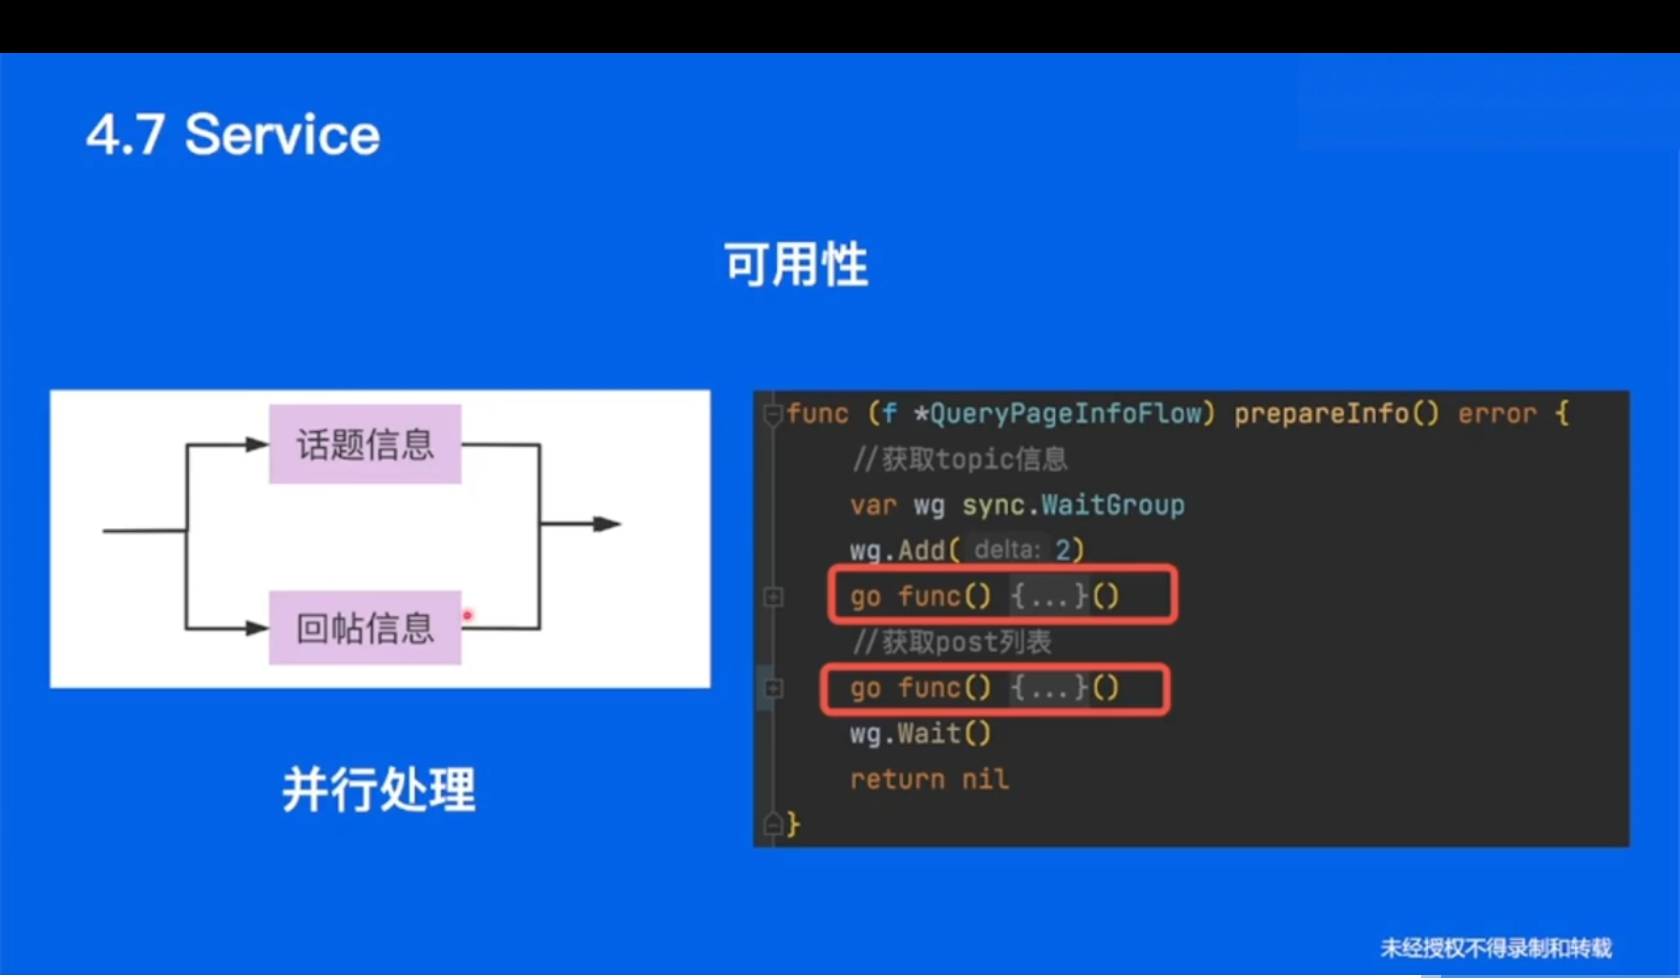 4.7 Service
可用性
话题信息
回帖信息
并行处理
func (f *QueryPageInfoFlow) prepareInfo() error {
//获取topic信息
var wg sync.WaitGroup
wg.Add( delta: 2)
go func() {...}()
//获取post列表
go func() {...}()
wg.Wait()
return nil
}
未经授权不得录制和转载